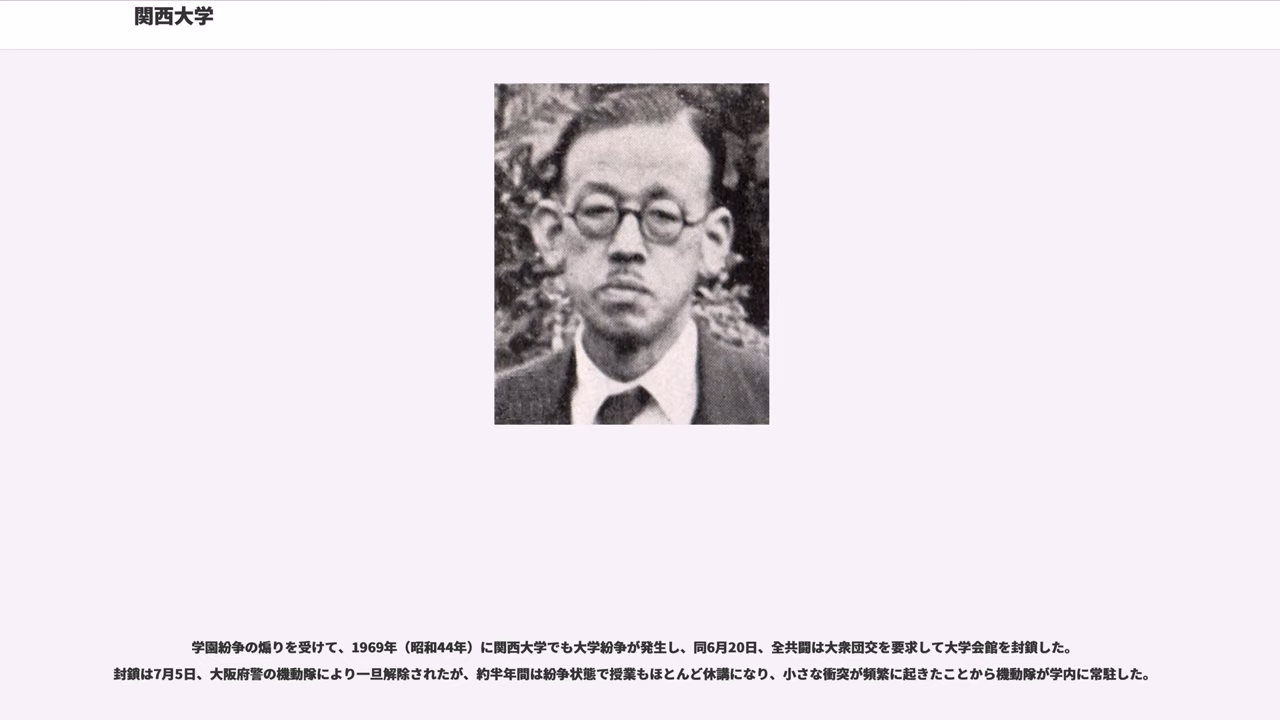 関西大学
学園紛争の煽りを受けて、1969年（昭和44年）に関西大学でも大学紛争が発生し、同6月20日、全共闘は大衆団交を要求して大学会館を封鎖した。
封鎖は7月5日、大阪府警の機動隊により一旦解除されたが、約半年間は紛争状態で授業もほとんど休講になり、小さな衝突が頻繁に起きたことから機動隊が学内に常駐した。